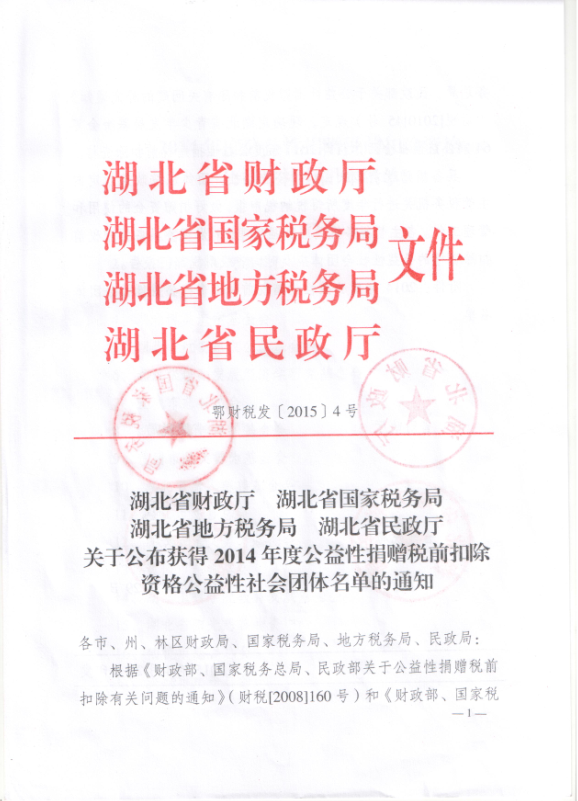 湖北省财政厅
湖北省国家税务局
湖北省地方税务局
湖北省民政厅
文件
鄂财税发〔2015〕4号
湖北省财政厅 湖北省国家税务局
湖北省地方税务局 湖北省民政厅
关于公布获得2014年度公益性捐赠税前扣除
资格公益性社会团体名单的通知
各市、州、林区财政局、国家税务局、地方税务局、民政局：
根据《财政部、国家税务总局、民政部关于公益性捐赠税前
扣除有关问题的通知》（财税[2008]160号）和《财政部、国家税
—1—